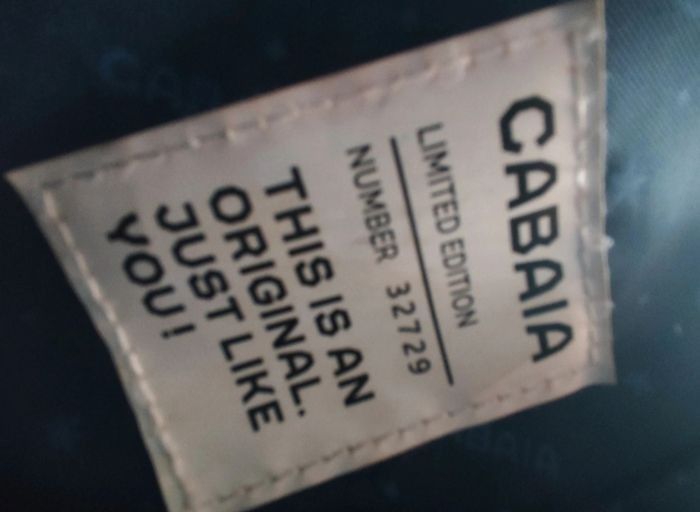 CABAIA
LIMITED EDITION
NUMBER 32729
THIS IS AN
ORIGINAL.
JUST LIKE
YOU!